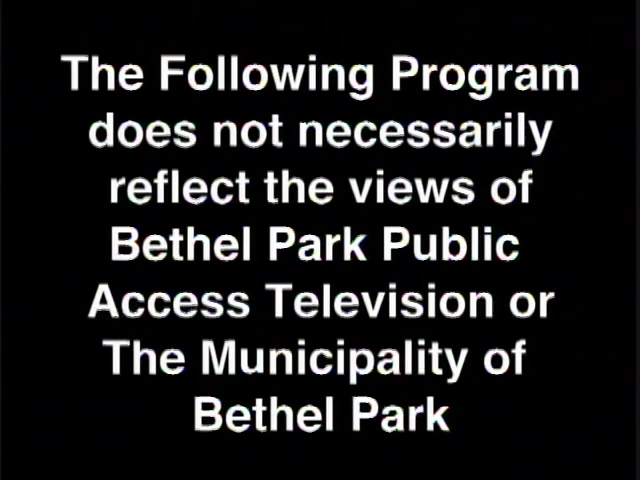 The Following Program
does not necessarily
reflect the views of
Bethel Park Public
Access Television or
The Municipality of
Bethel Park